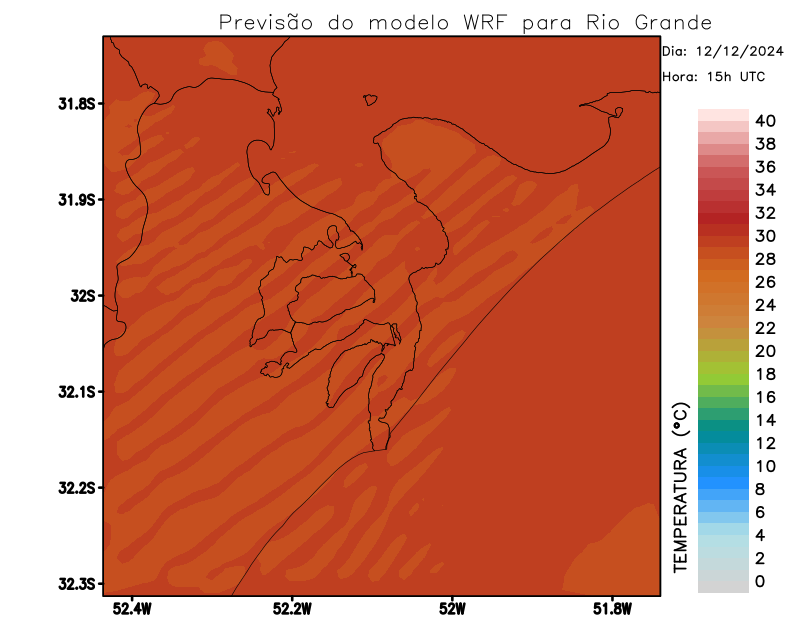 Previsão do modelo WRF para Rio Grande
Dia: 12/12/2024
Hora: 15h UTC
31.8S
31.9S
32S
32.1S
32.2S
32.3S
52.4W
52.2W
52W
51.8W
TEMPERATURA (°C)
40
38
36
34
32
30
28
26
24
22
20
18
16
14
12
10
8
6
4
2
0